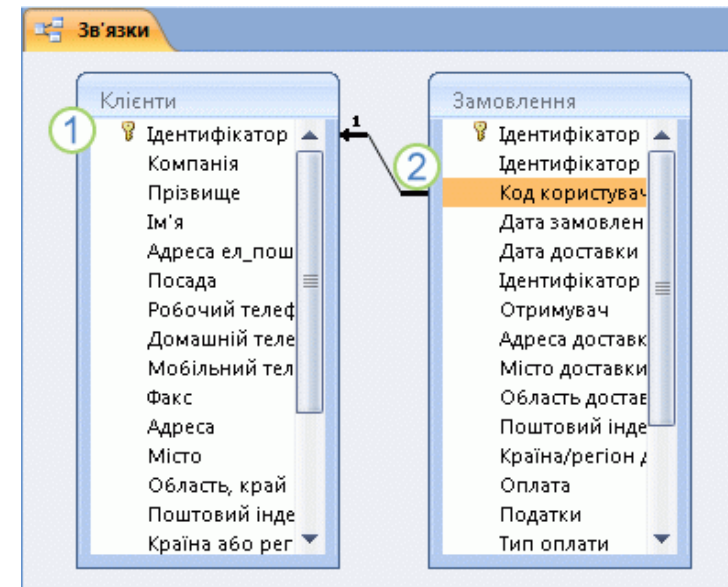 Зв'язки
Клієнти
1
Ідентифікатор
Компанія
Прізвище
Ім'я
Адреса ел_пош
Посада
Робочий телеф
Домашній теле
Мобільний тел
Факс
Адреса
Місто
Область, край
Поштовий інде
Країна або рег
1
2
Замовлення
Ідентифікатор
Ідентифікатор
Код користувач
Дата замовлен
Дата доставки
Ідентифікатор
Отримувач
Адреса доставк
Місто доставки
Область достав
Поштовий інде
Країна/регіон д
Оплата
Податки
Тип оплати